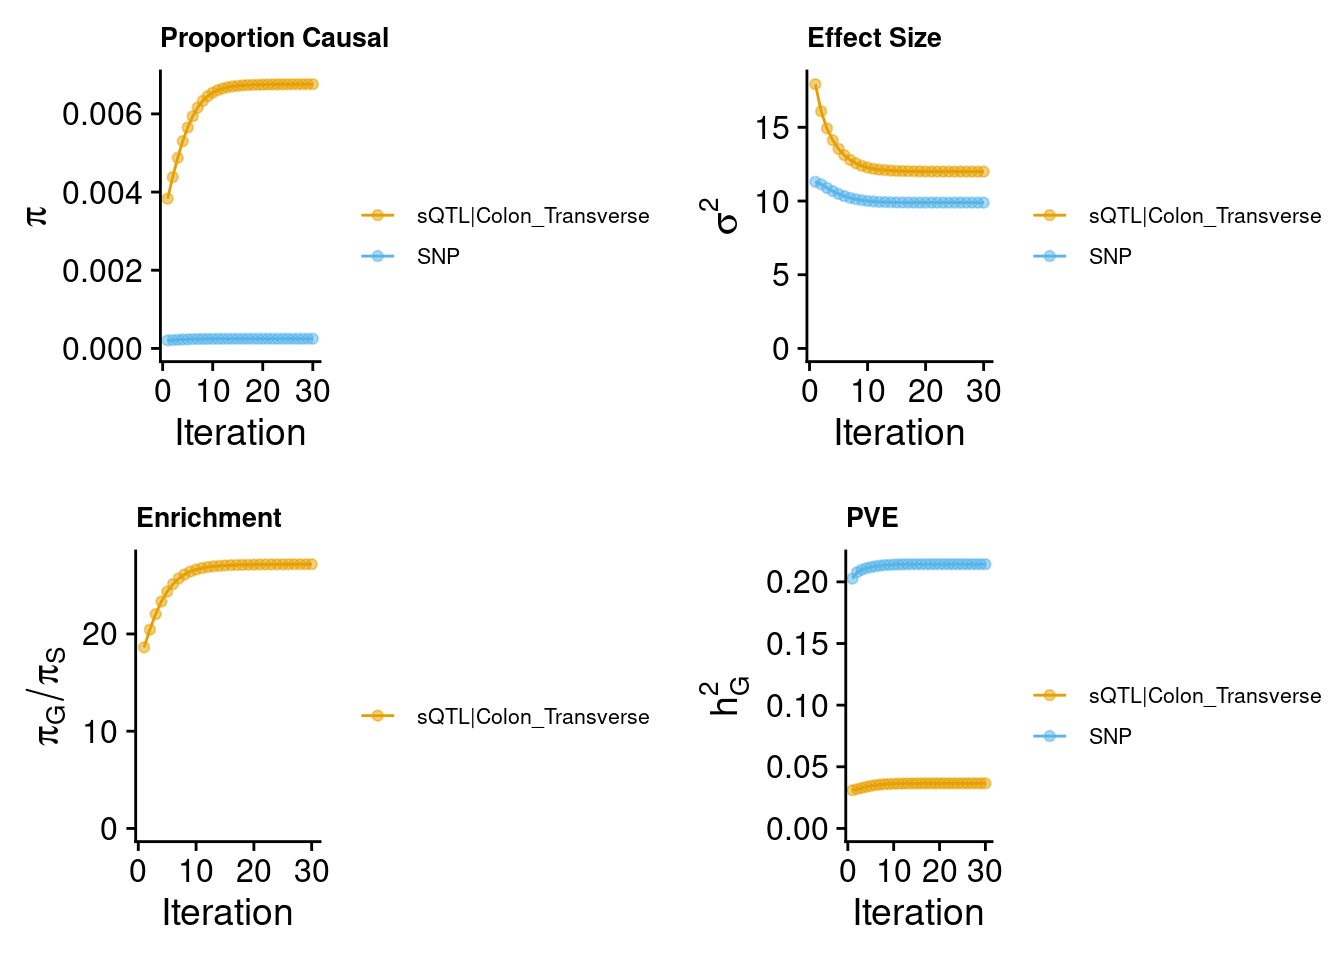 Proportion Causal
π
0.006
0.004
0.002
0.000
0 10 20 30
Iteration
sQTL|Colon_Transverse
SNP
Effect Size
σ²
15
10
5
0
0 10 20 30
Iteration
sQTL|Colon_Transverse
SNP
Enrichment
π_G/π_S
20
10
0
0 10 20 30
Iteration
sQTL|Colon_Transverse
PVE
h²_G
0.20
0.15
0.10
0.05
0.00
0 10 20 30
Iteration
sQTL|Colon_Transverse
SNP